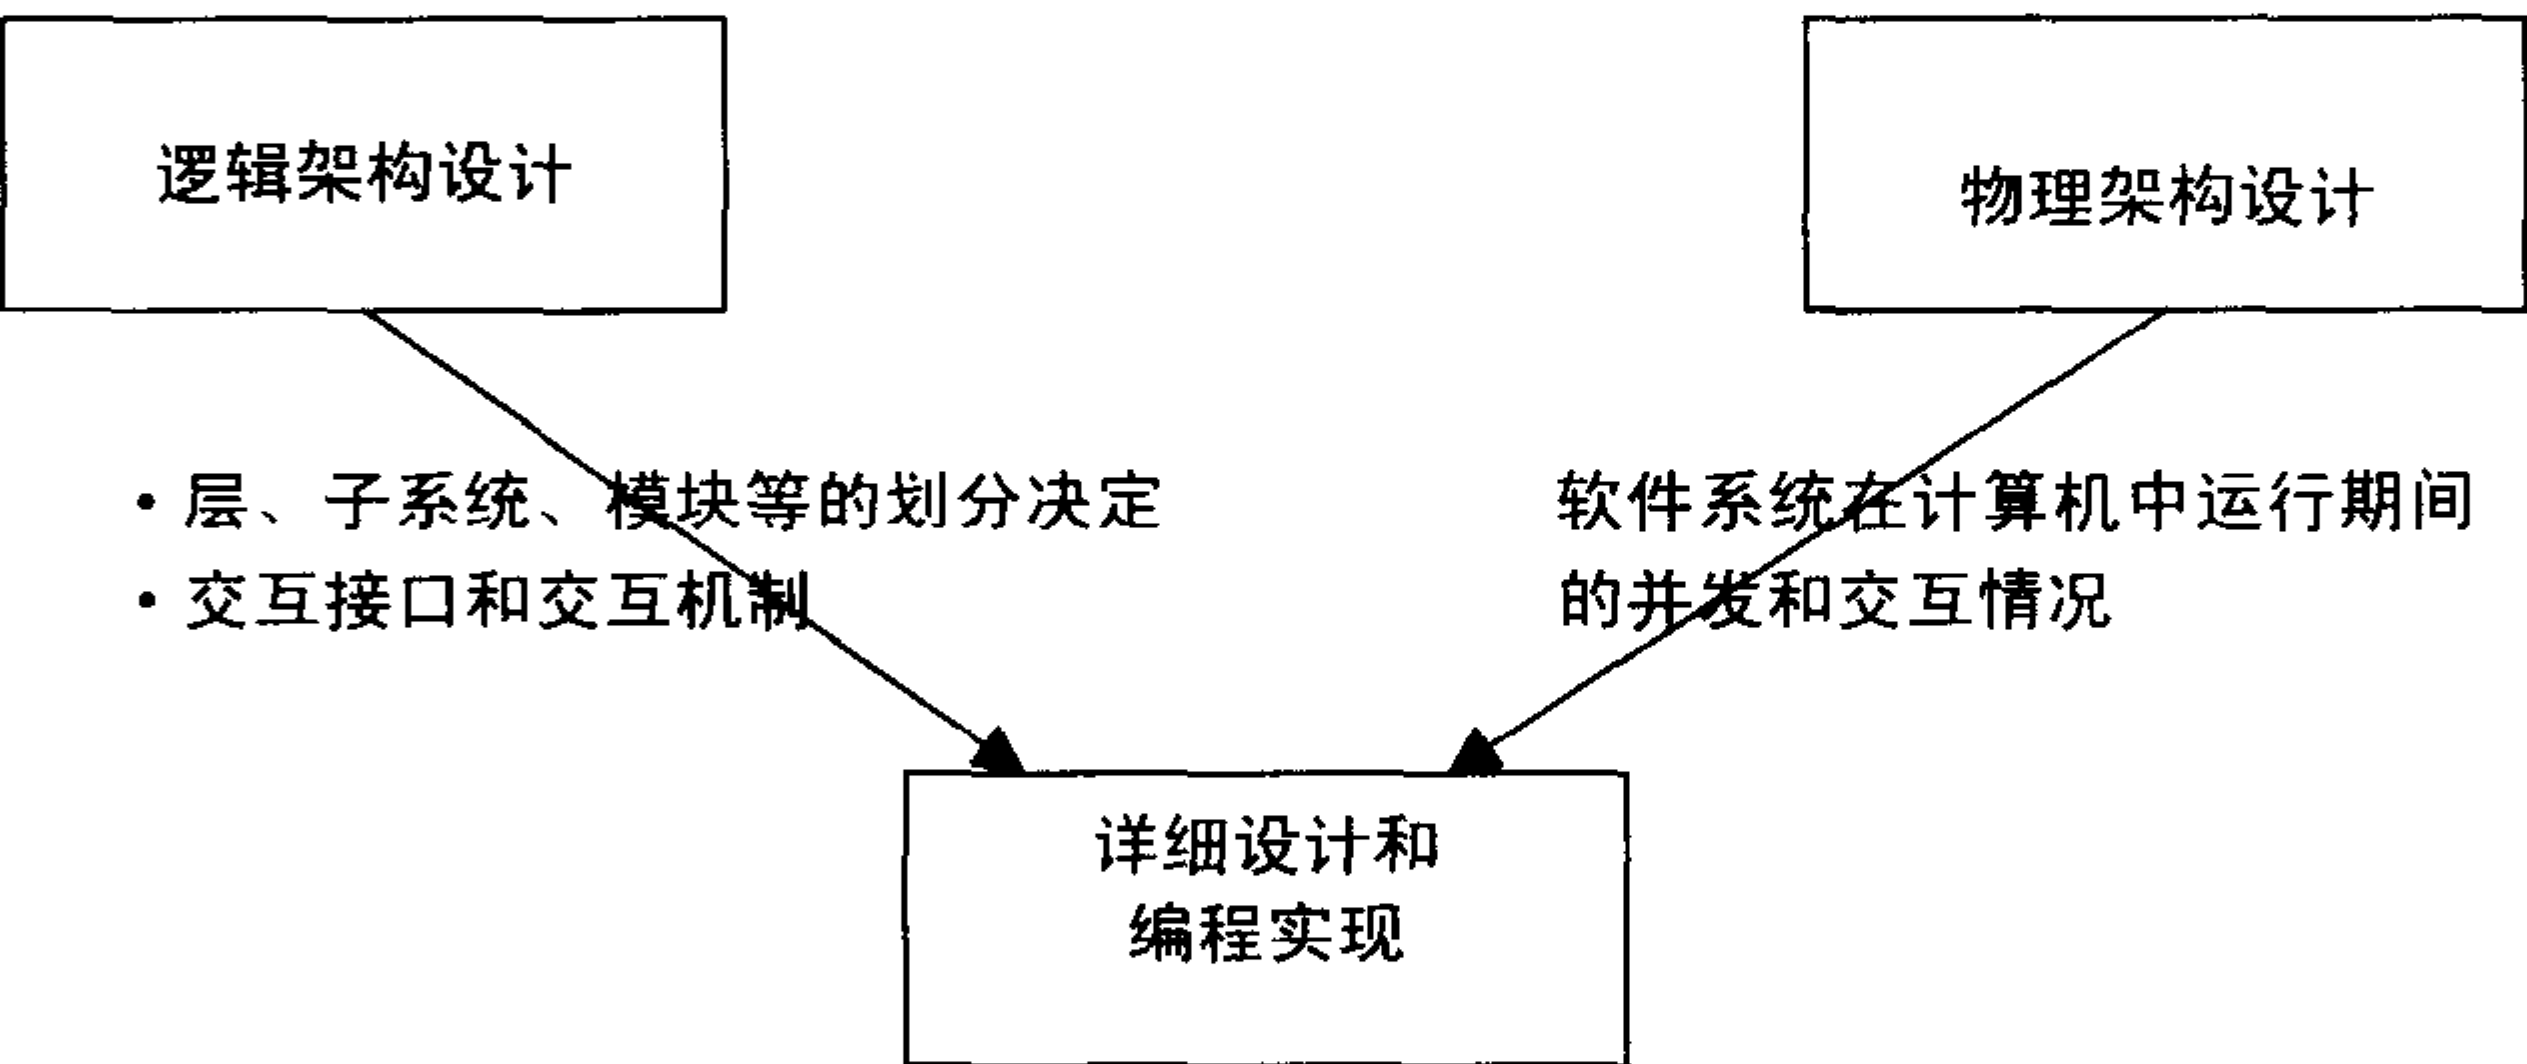 逻辑架构设计
物理架构设计
• 层、子系统、模块等的划分决定
• 交互接口和交互机制
软件系统在计算机中运行期间
的并发和交互情况
详细设计和
编程实现